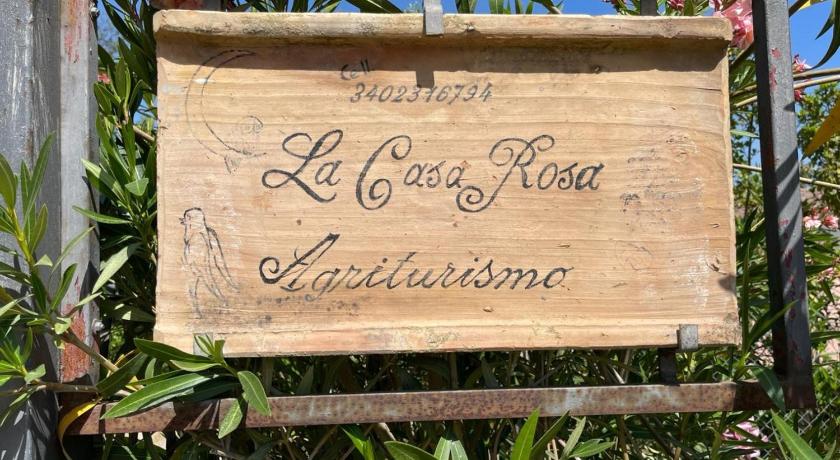 Cell
3402316794
La Casa Rosa
Agriturismo